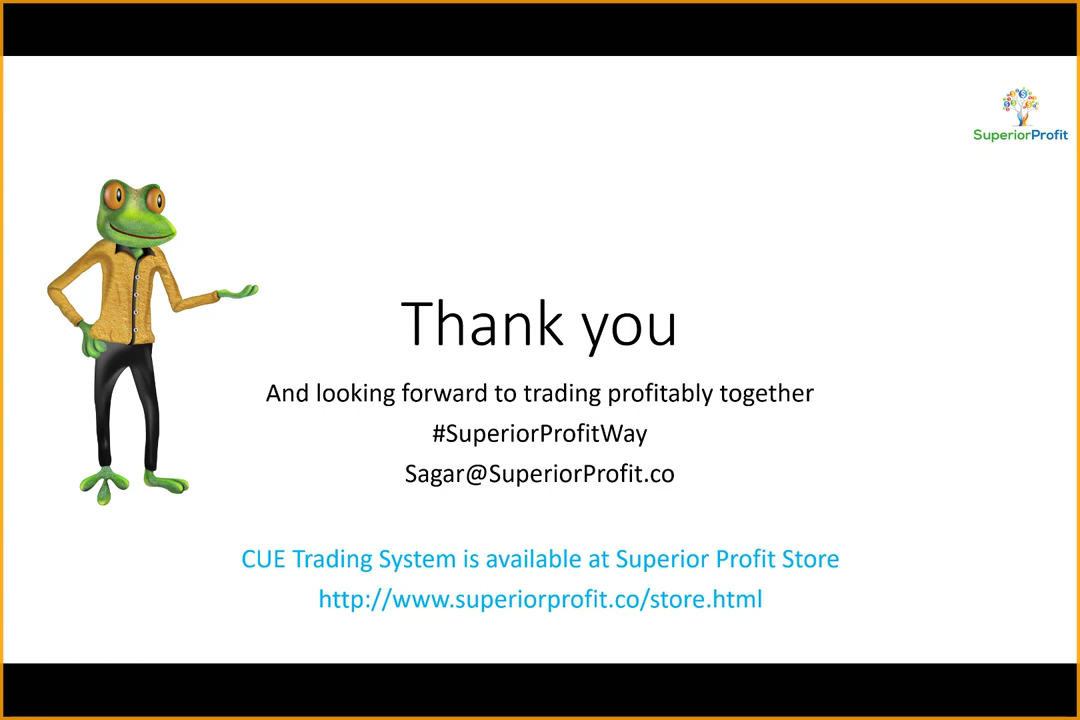 SuperiorProfit
Thank you
And looking forward to trading profitably together
#SuperiorProfitWay
Sagar@SuperiorProfit.co
CUE Trading System is available at Superior Profit Store
http://www.superiorprofit.co/store.html